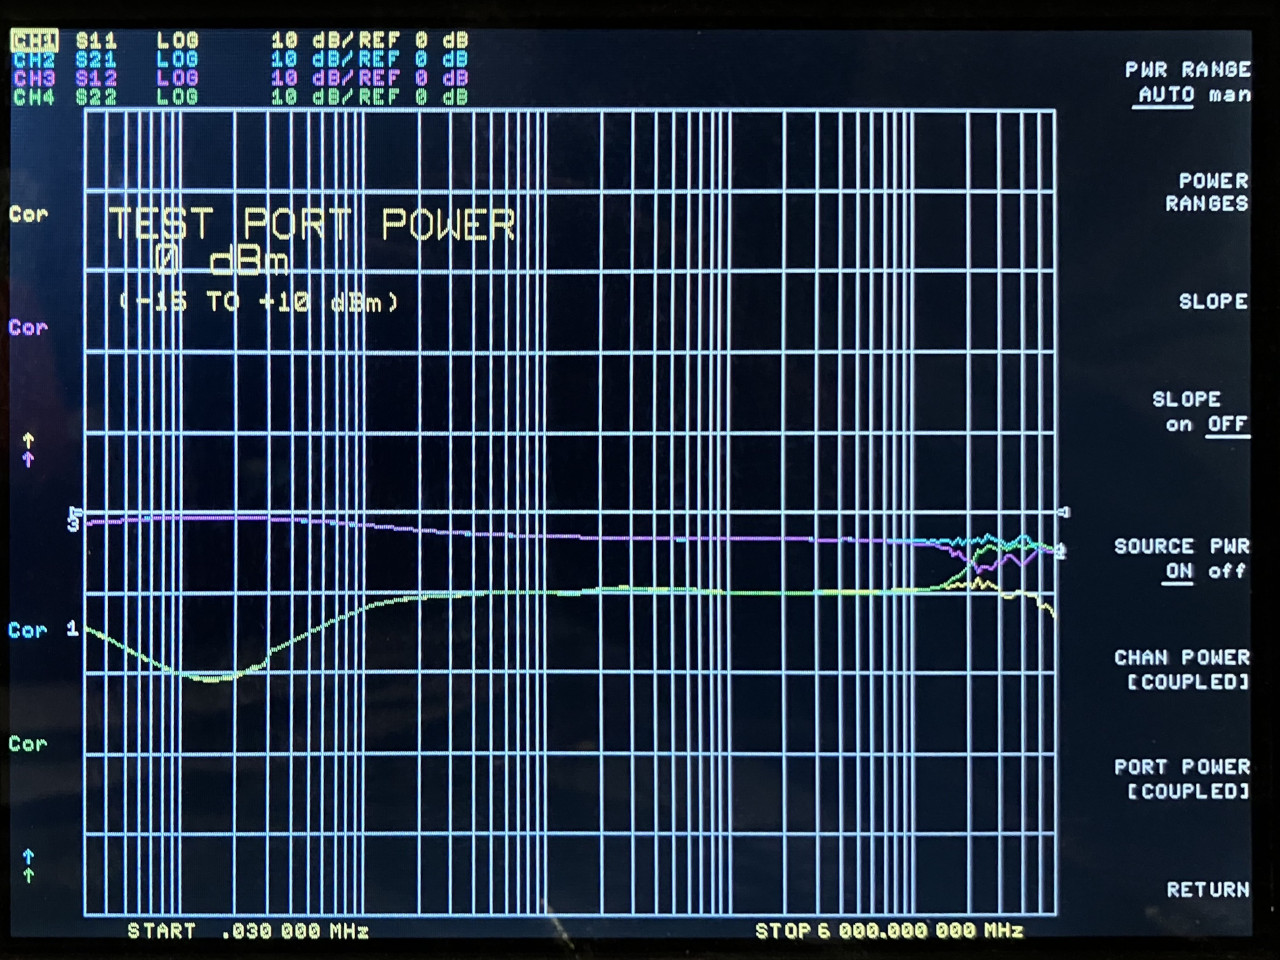 CH1 S11 LOG 10 dB/REF 0 dB
CH2 S21 LOG 10 dB/REF 0 dB
CH3 S12 LOG 10 dB/REF 0 dB
CH4 S22 LOG 10 dB/REF 0 dB
PWR RANGE
AUTO man
POWER
RANGES
Cor
TEST PORT POWER
0 dBm
(-15 TO +10 dBm)
SLOPE
Cor
SLOPE
on OFF
↑
↑
3
SOURCE PWR
ON off
Cor
1
CHAN POWER
[COUPLED]
Cor
PORT POWER
[COUPLED]
↑
↑
RETURN
START .030 000 MHz
STOP 6 000.000 000 MHz